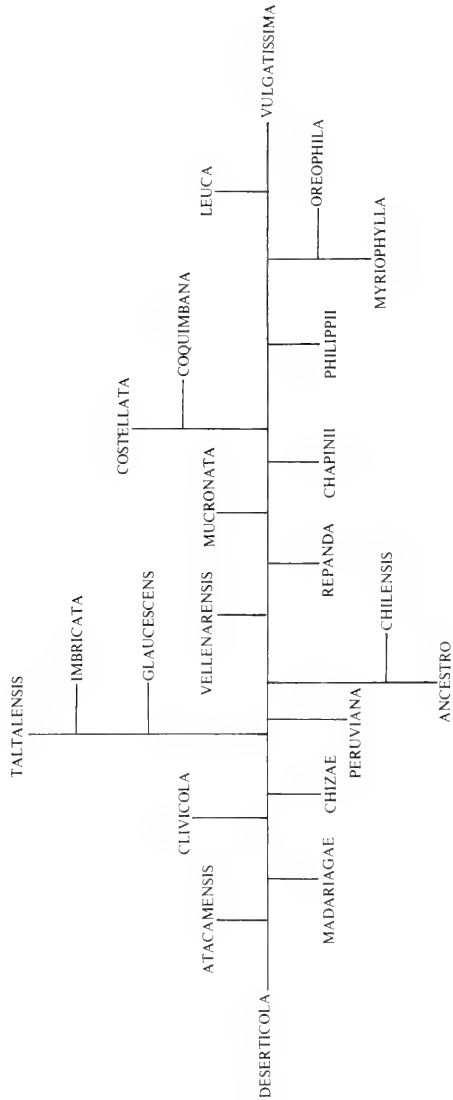 TALTALENSIS
IMBRICATA
GLAUCESCENS
COSTELLATA
COQUIMBANA
LEUCA
VULGATISSIMA
CLIVICOLA
ATACAMENSIS
VELLENARENSIS
MUCRONATA
DESERTICOLA
MADARIAGAE
CHIZAE
PERUVIANA
REPANDA
CHAPINII
PHILIPPII
OREOPHILA
MYRIOPHYLLA
CHILENSIS
ANCESTRO